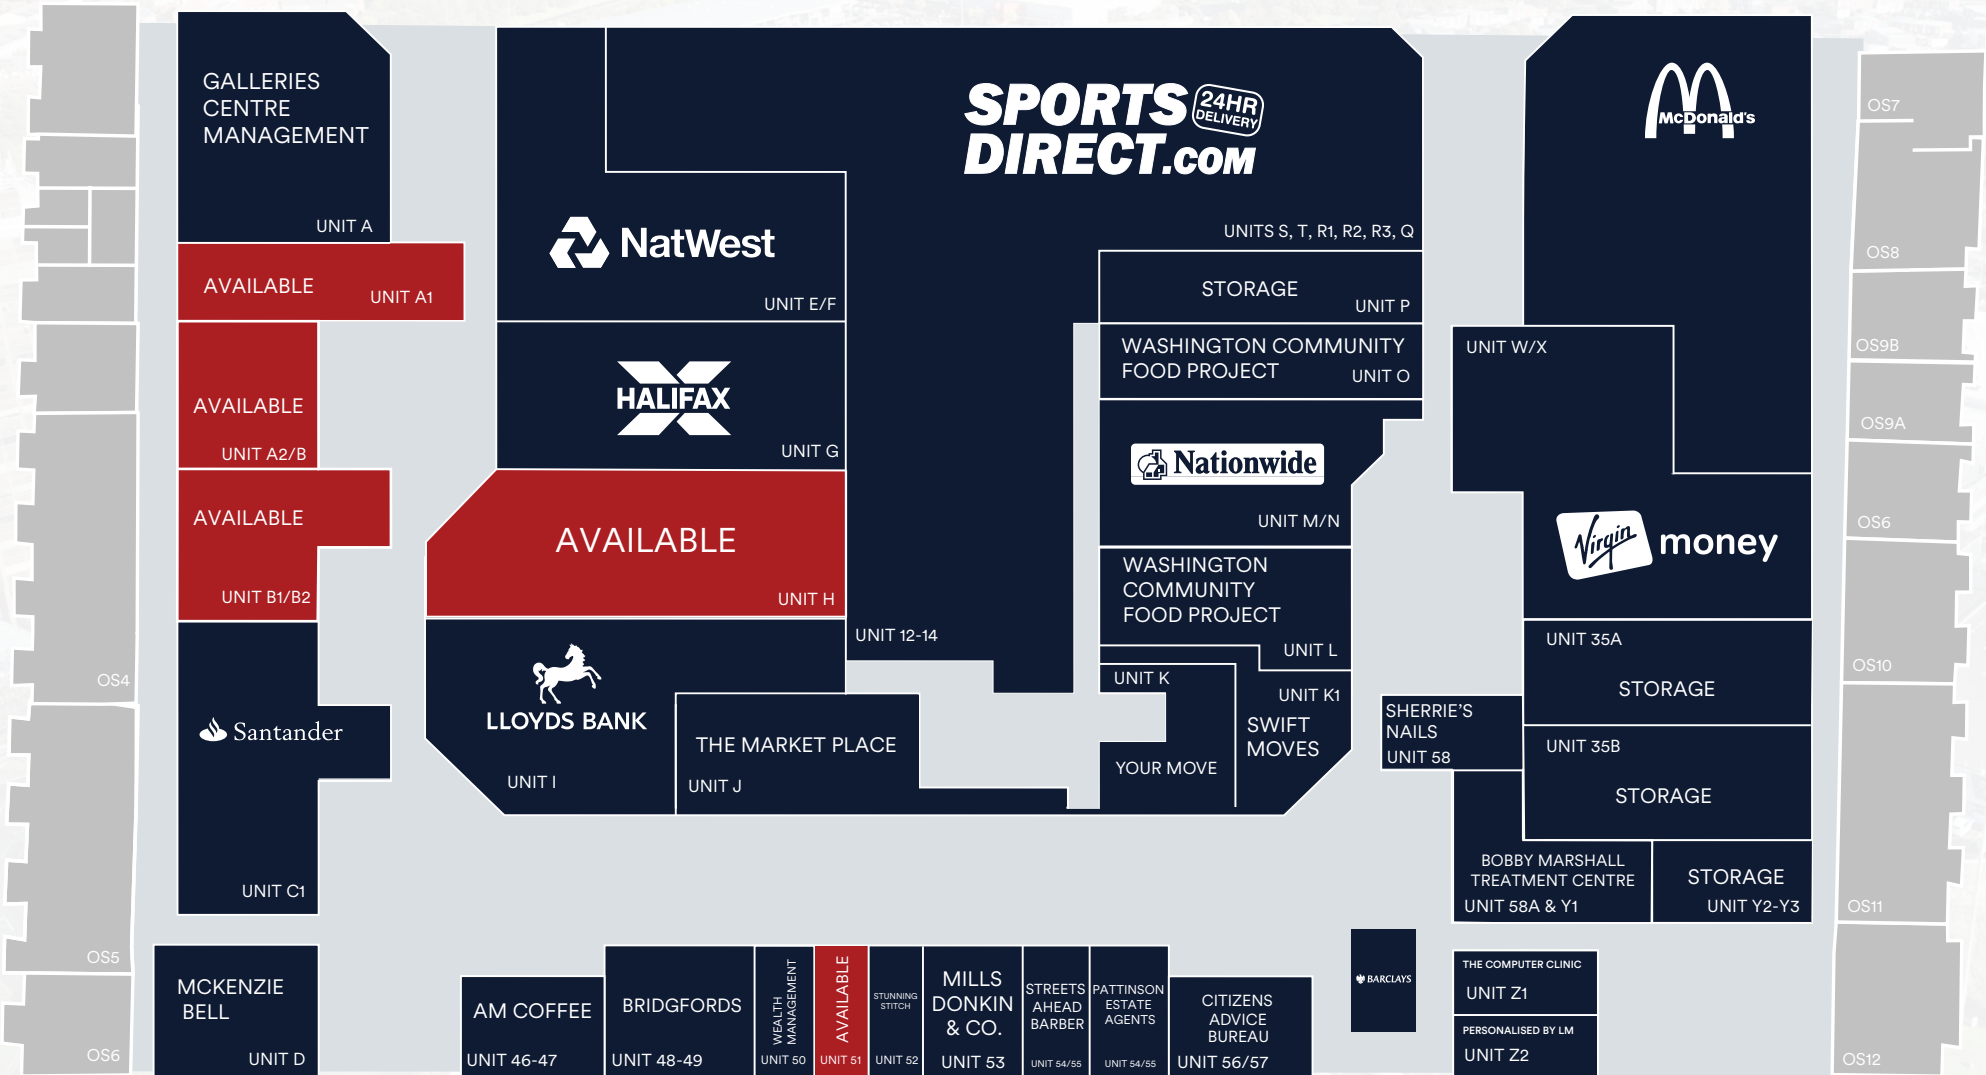 GALLERIES
CENTRE
MANAGEMENT
UNIT A
AVAILABLE
UNIT A1
AVAILABLE
UNIT A2/B
AVAILABLE
UNIT B1/B2
Santander
UNIT C1
MCKENZIE
BELL
UNIT D
NatWest
UNIT E/F
HALIFAX
UNIT G
AVAILABLE
UNIT H
LLOYDS BANK
UNIT I
THE MARKET PLACE
UNIT J
SPORTS
DIRECT.COM
24HR
DELIVERY
UNITS S, T, R1, R2, R3, Q
UNIT 12-14
STORAGE
UNIT P
WASHINGTON COMMUNITY
FOOD PROJECT
UNIT O
Nationwide
UNIT M/N
WASHINGTON
COMMUNITY
FOOD PROJECT
UNIT L
UNIT K
YOUR MOVE
UNIT K1
SWIFT
MOVES
McDonald's
UNIT W/X
Virgin money
UNIT 35A
STORAGE
UNIT 35B
STORAGE
SHERRIE'S
NAILS
UNIT 58
BOBBY MARSHALL
TREATMENT CENTRE
UNIT 58A & Y1
STORAGE
UNIT Y2-Y3
AM COFFEE
UNIT 46-47
BRIDGFORDS
UNIT 48-49
WEALTH
MANAGEMENT
UNIT 50
AVAILABLE
UNIT 51
STUNNING
STITCH
UNIT 52
MILLS
DONKIN
& CO.
UNIT 53
STREETS
AHEAD
BARBER
UNIT 54/55
PATTINSON
ESTATE
AGENTS
UNIT 54/55
CITIZENS
ADVICE
BUREAU
UNIT 56/57
BARCLAYS
THE COMPUTER CLINIC
UNIT Z1
PERSONALISED BY LM
UNIT Z2
OS4
OS5
OS6
OS7
OS8
OS9B
OS9A
OS6
OS10
OS11
OS12